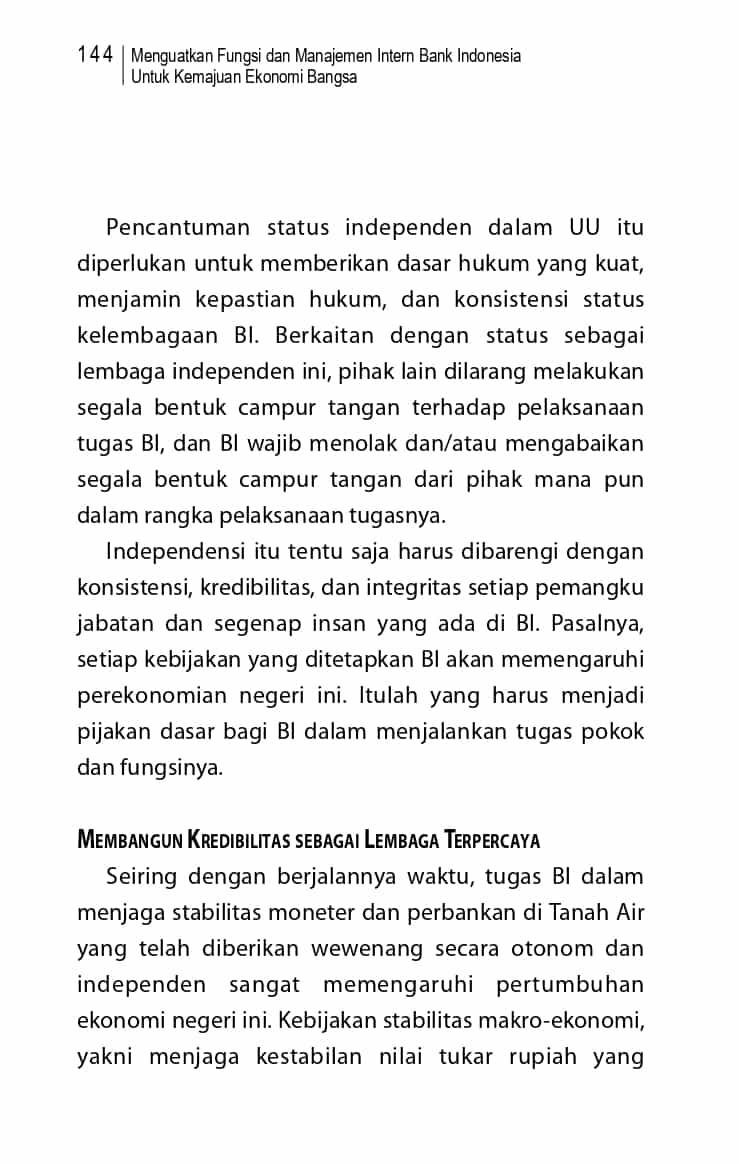 144 Menguatkan Fungsi dan Manajemen Intern Bank Indonesia
Untuk Kemajuan Ekonomi Bangsa
Pencantuman status independen dalam UU itu
diperlukan untuk memberikan dasar hukum yang kuat,
menjamin kepastian hukum, dan konsistensi status
kelembagaan BI. Berkaitan dengan status sebagai
lembaga independen ini, pihak lain dilarang melakukan
segala bentuk campur tangan terhadap pelaksanaan
tugas BI, dan BI wajib menolak dan/atau mengabaikan
segala bentuk campur tangan dari pihak mana pun
dalam rangka pelaksanaan tugasnya.
Independensi itu tentu saja harus dibarengi dengan
konsistensi, kredibilitas, dan integritas setiap pemangku
jabatan dan segenap insan yang ada di BI. Pasalnya,
setiap kebijakan yang ditetapkan BI akan memengaruhi
perekonomian negeri ini. Itulah yang harus menjadi
pijakan dasar bagi BI dalam menjalankan tugas pokok
dan fungsinya.
MEMBANGUN KREDIBILITAS SEBAGAI LEMBAGA TERPERCAYA
Seiring dengan berjalannya waktu, tugas BI dalam
menjaga stabilitas moneter dan perbankan di Tanah Air
yang telah diberikan wewenang secara otonom dan
independen sangat memengaruhi pertumbuhan
ekonomi negeri ini. Kebijakan stabilitas makro-ekonomi,
yakni menjaga kestabilan nilai tukar rupiah yang